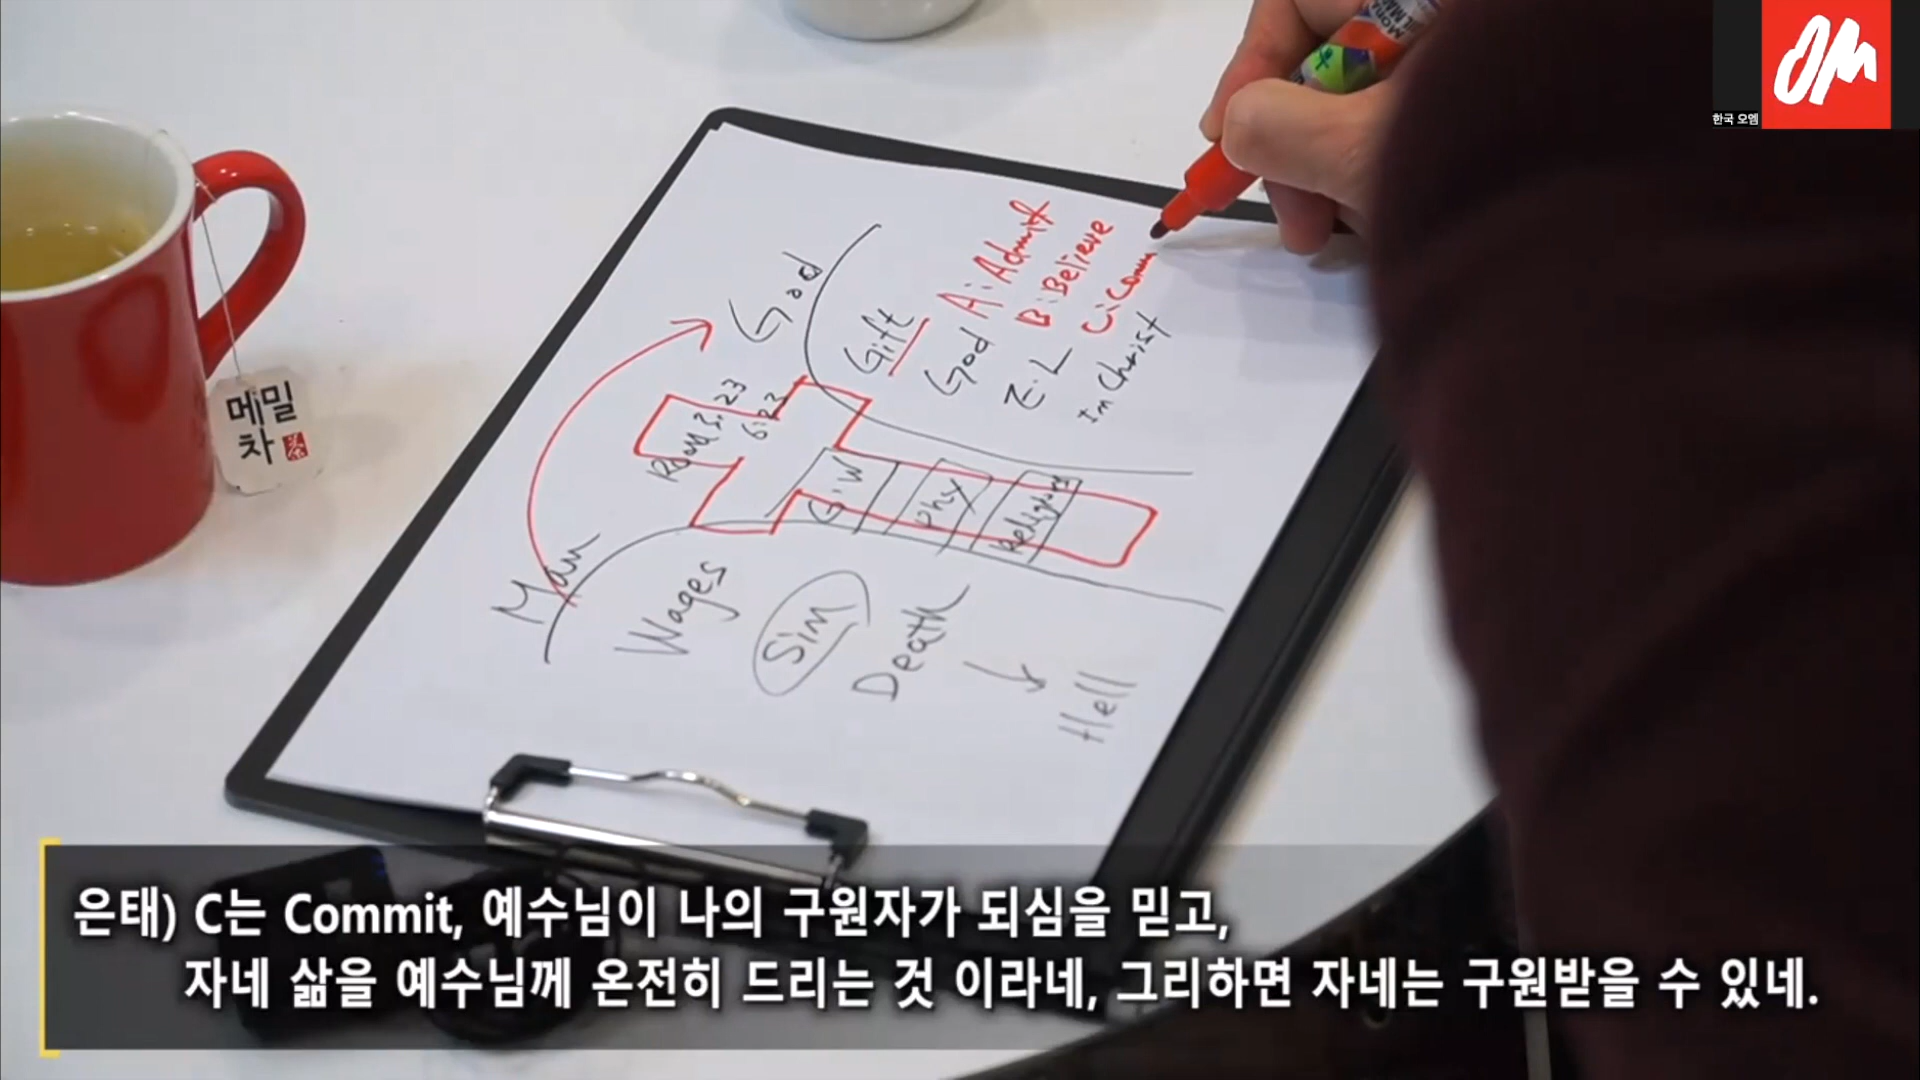 OM
한국 오엠
메밀
차
茶
MONAMI
God
Gift
God
E.L
In Christ
A: Admit
B: Believe
C: Comm
3:23
6:23
G.W
phy
Religion
Man
Wages
Sin
Death
Hell
은태) C는 Commit, 예수님이 나의 구원자가 되심을 믿고,
자네 삶을 예수님께 온전히 드리는 것 이라네, 그리하면 자네는 구원받을 수 있네.